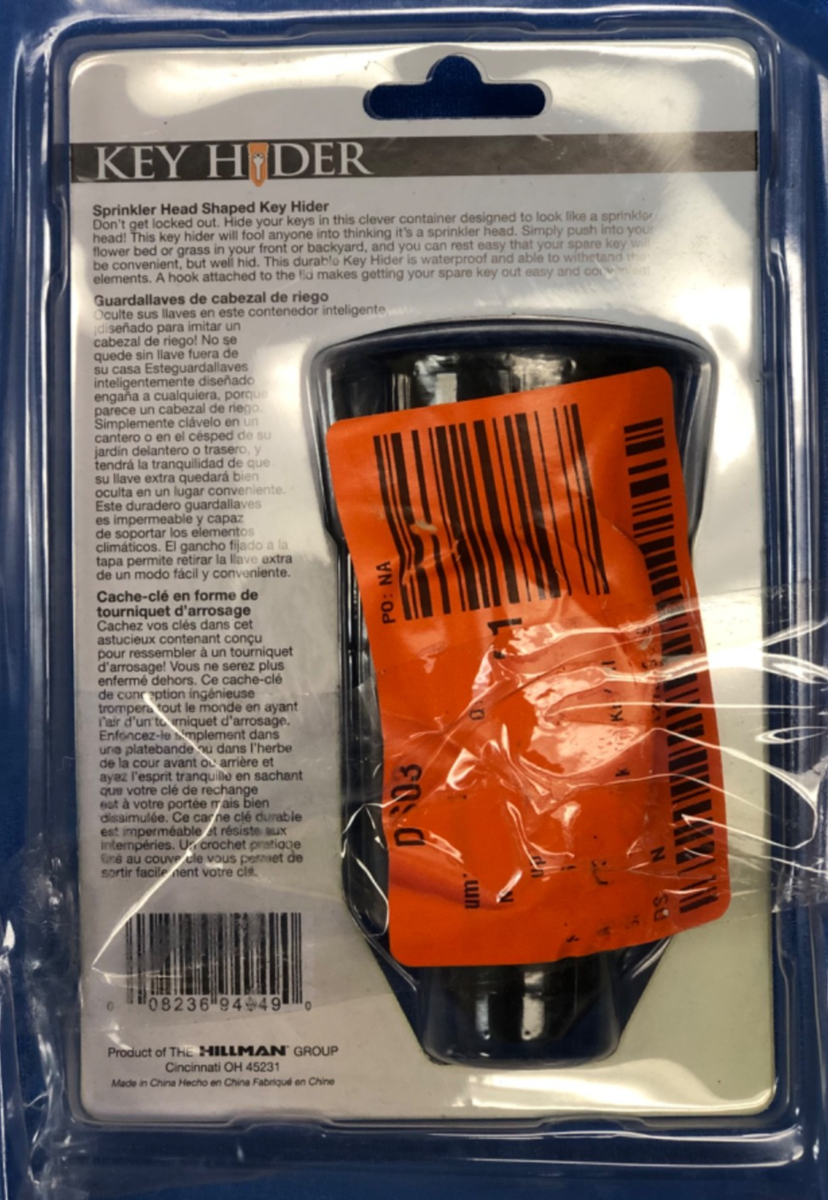 KEY HIDER
Sprinkler Head Shaped Key Hider
Don't get locked out. Hide your keys in this clever container designed to look like a sprinkler
head! This key hider will fool anyone into thinking it's a sprinkler head. Simply push into your
flower bed or grass in your front or backyard, and you can rest easy that your spare key will
be convenient, but well hid. This durable Key Hider is waterproof and able to withstand the
elements. A hook attached to the lid makes getting your spare key out easy and convenient
Guardallaves de cabezal de riego
Oculte sus llaves en este contenedor inteligente
¡diseñado para imitar un
cabezal de riego! No se
quede sin llave fuera de
su casa Esteguardallaves
inteligentemente diseñado
engaña a cualquiera, porque
parece un cabezal de riego.
Simplemente clávelo en un
cantero o en el césped de su
jardín delantero o trasero, y
tendrá la tranquilidad de que
su llave extra quedará bien
oculta en un lugar conveniente.
Este duradero guardallaves
es impermeable y capaz
de soportar los elementos
climáticos. El gancho fijado a la
tapa permite retirar la llave extra
de un modo fácil y conveniente.
Cache-clé en forme de
tourniquet d'arrosage
Cachez vos clés dans cet
astucieux contenant conçu
pour ressembler à un tourniquet
d'arrosage! Vous ne serez plus
enfermé dehors. Ce cache-clé
de conception ingénieuse
trompera tout le monde en ayant
l'air d'un tourniquet d'arrosage.
Enfoncez-le simplement dans
une platebande ou dans l'herbe
de la cour avant ou arrière et
ayez l'esprit tranquille en sachant
que votre clé de rechange
est à votre portée mais bien
dissimulée. Ce cache clé durable
est imperméable et résiste aux
intempéries. Un crochet pratique
fixé au couvercle vous permet de
sortir facilement votre clé.
PO: NA
08236 94949 0
Product of THE HILLMAN GROUP
Cincinnati OH 45231
Made in China Hecho en China Fabriqué en Chine